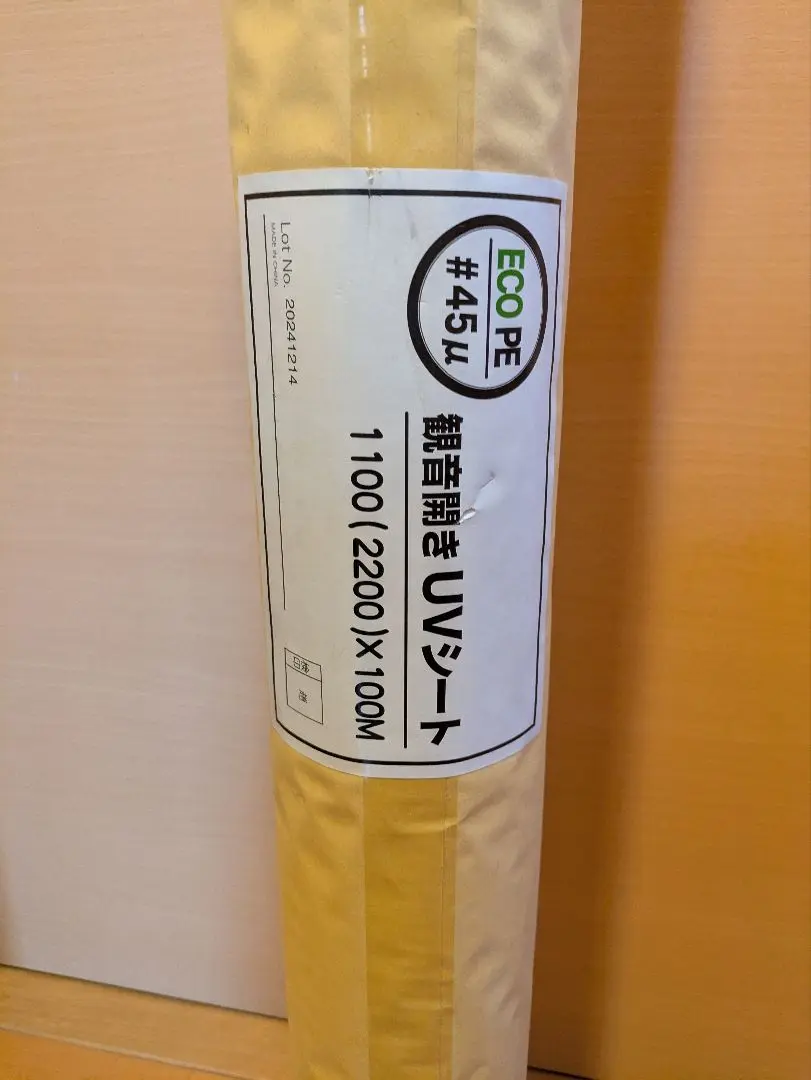 ECO PE
#45μ
観音開きUVシート
1100(2200)X100M
Lot No. 20241214
MADE IN CHINA